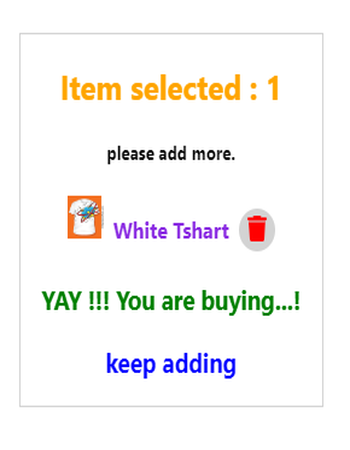 Item selected : 1
please add more.
White Tshart
YAY !!! You are buying...!
keep adding